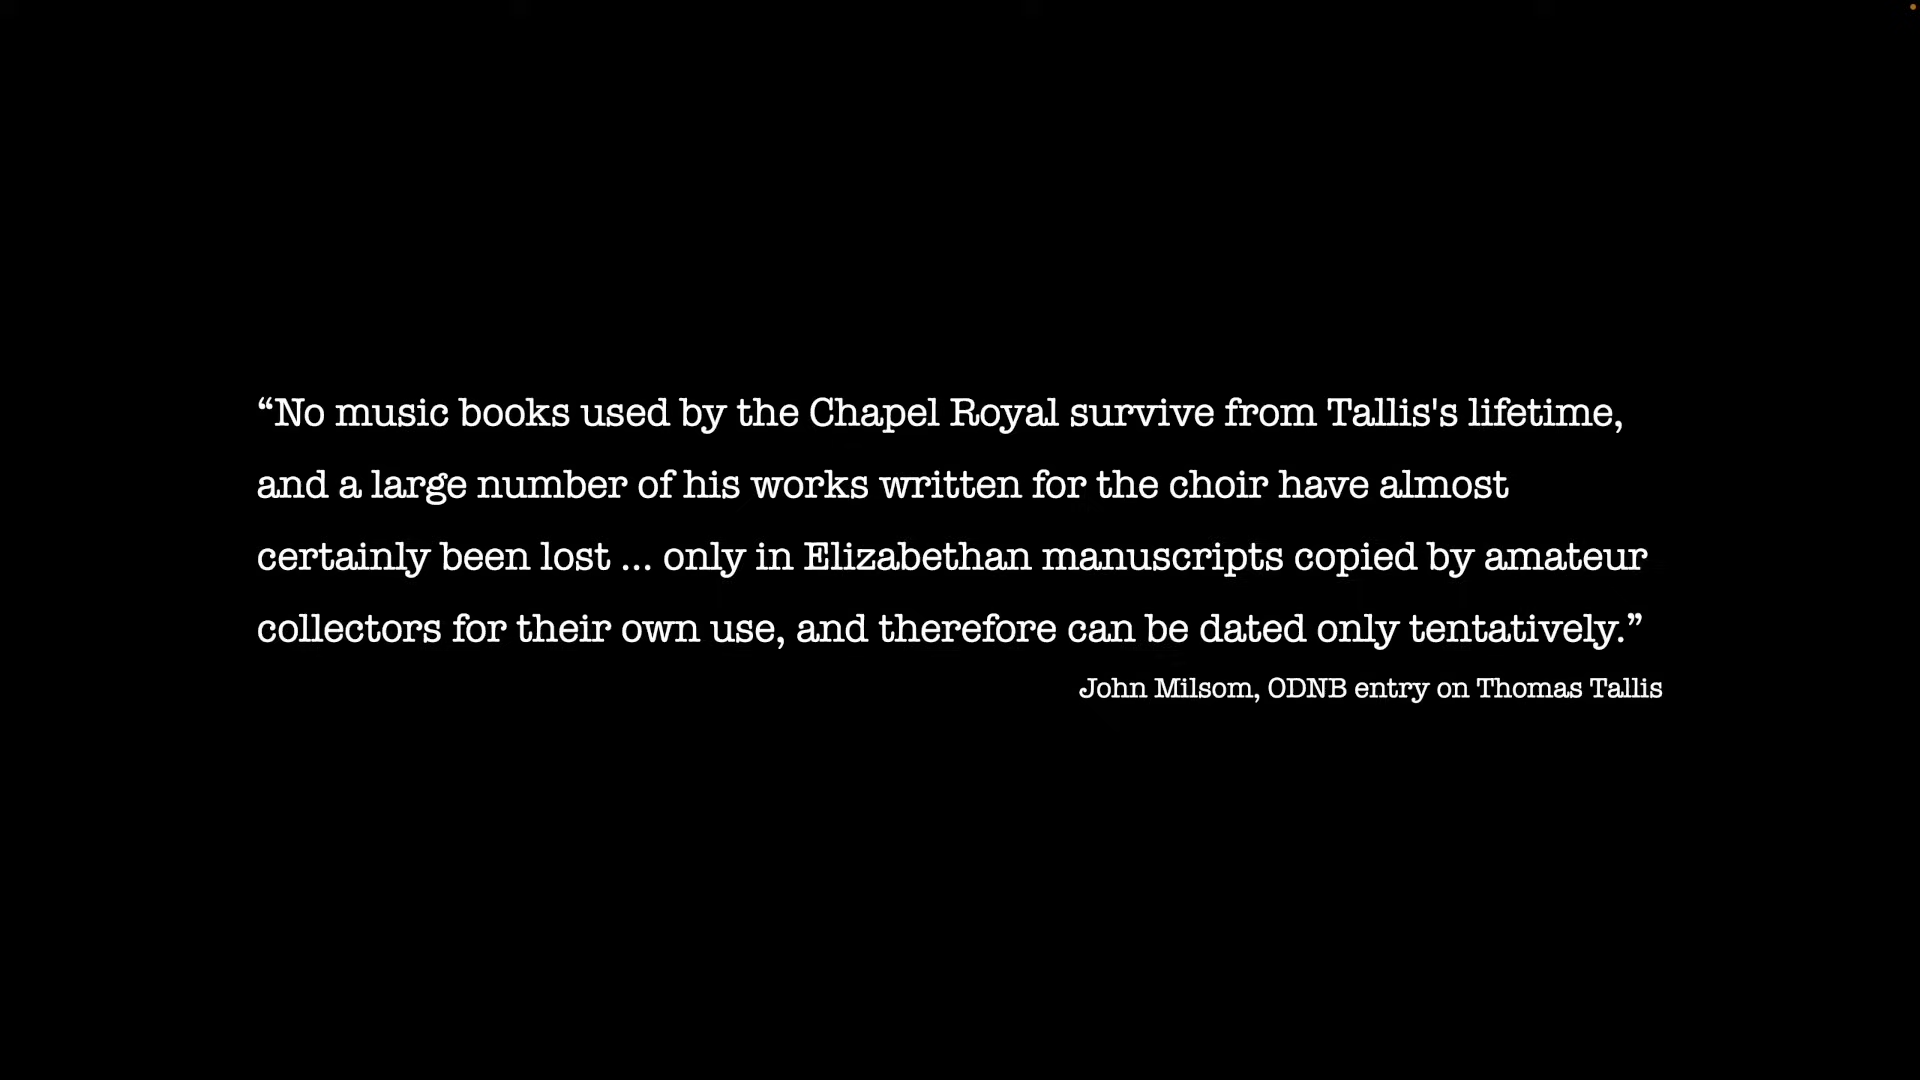 “No music books used by the Chapel Royal survive from Tallis's lifetime,
and a large number of his works written for the choir have almost
certainly been lost ... only in Elizabethan manuscripts copied by amateur
collectors for their own use, and therefore can be dated only tentatively.”
John Milsom, ODNB entry on Thomas Tallis